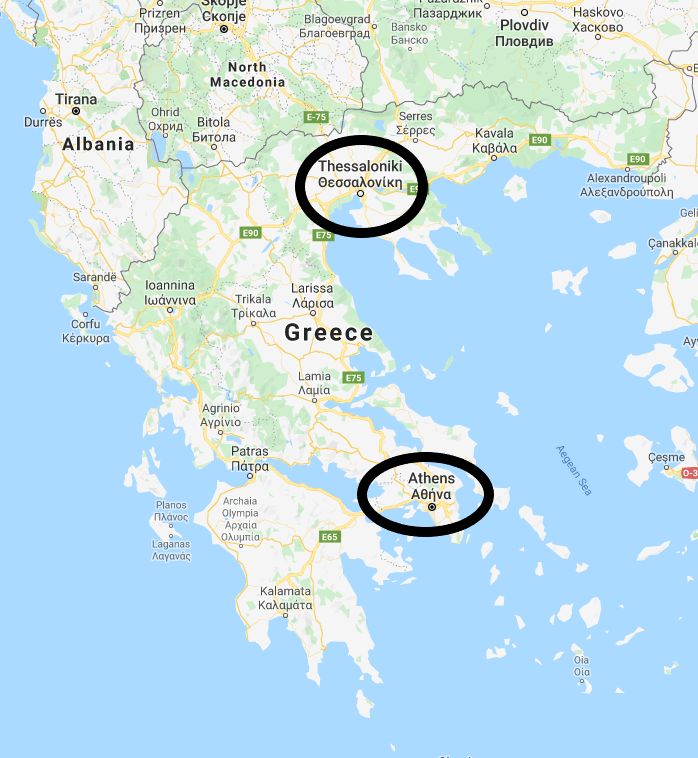 Skopje
Скопје
Prizren
Призрен
Blagoevgrad
Благоевград
Bansko
Банско
Пазарджик
Plovdiv
Пловдив
Haskovo
Хасково
North
Macedonia
Tirana
Durrës
Albania
Ohrid
Охрид
Bitola
Битола
E-75
Serres
Σέρρες
Kavala
Καβάλα
E90
E90
Alexandroupoli
Αλεξανδρούπολη
Thessaloniki
Θεσσαλονίκη
E90
E75
Çanakkal
Sarandë
Ioannina
Ιωάννινα
Trikala
Τρίκαλα
Larissa
Λάρισα
Corfu
Κέρκυρα
Greece
Lamia
Λαμία
E75
Agrinio
Αγρίνιο
Patras
Πάτρα
Athens
Αθήνα
Aegean Sea
Çeşme
Planos
Πλάνος
Laganas
Λαγανάς
Archaia
Olympia
Αρχαία
Ολυμπία
E65
Kalamata
Καλαμάτα
Oia
Οία